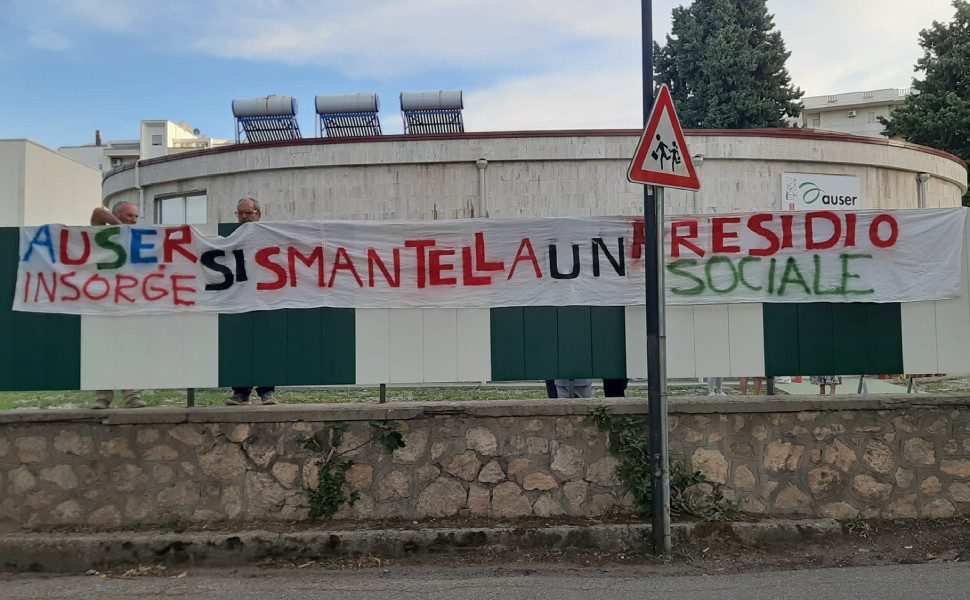 auser
AUSER SI SMANTELLA UN PRESIDIO
INSORGE SOCIALE